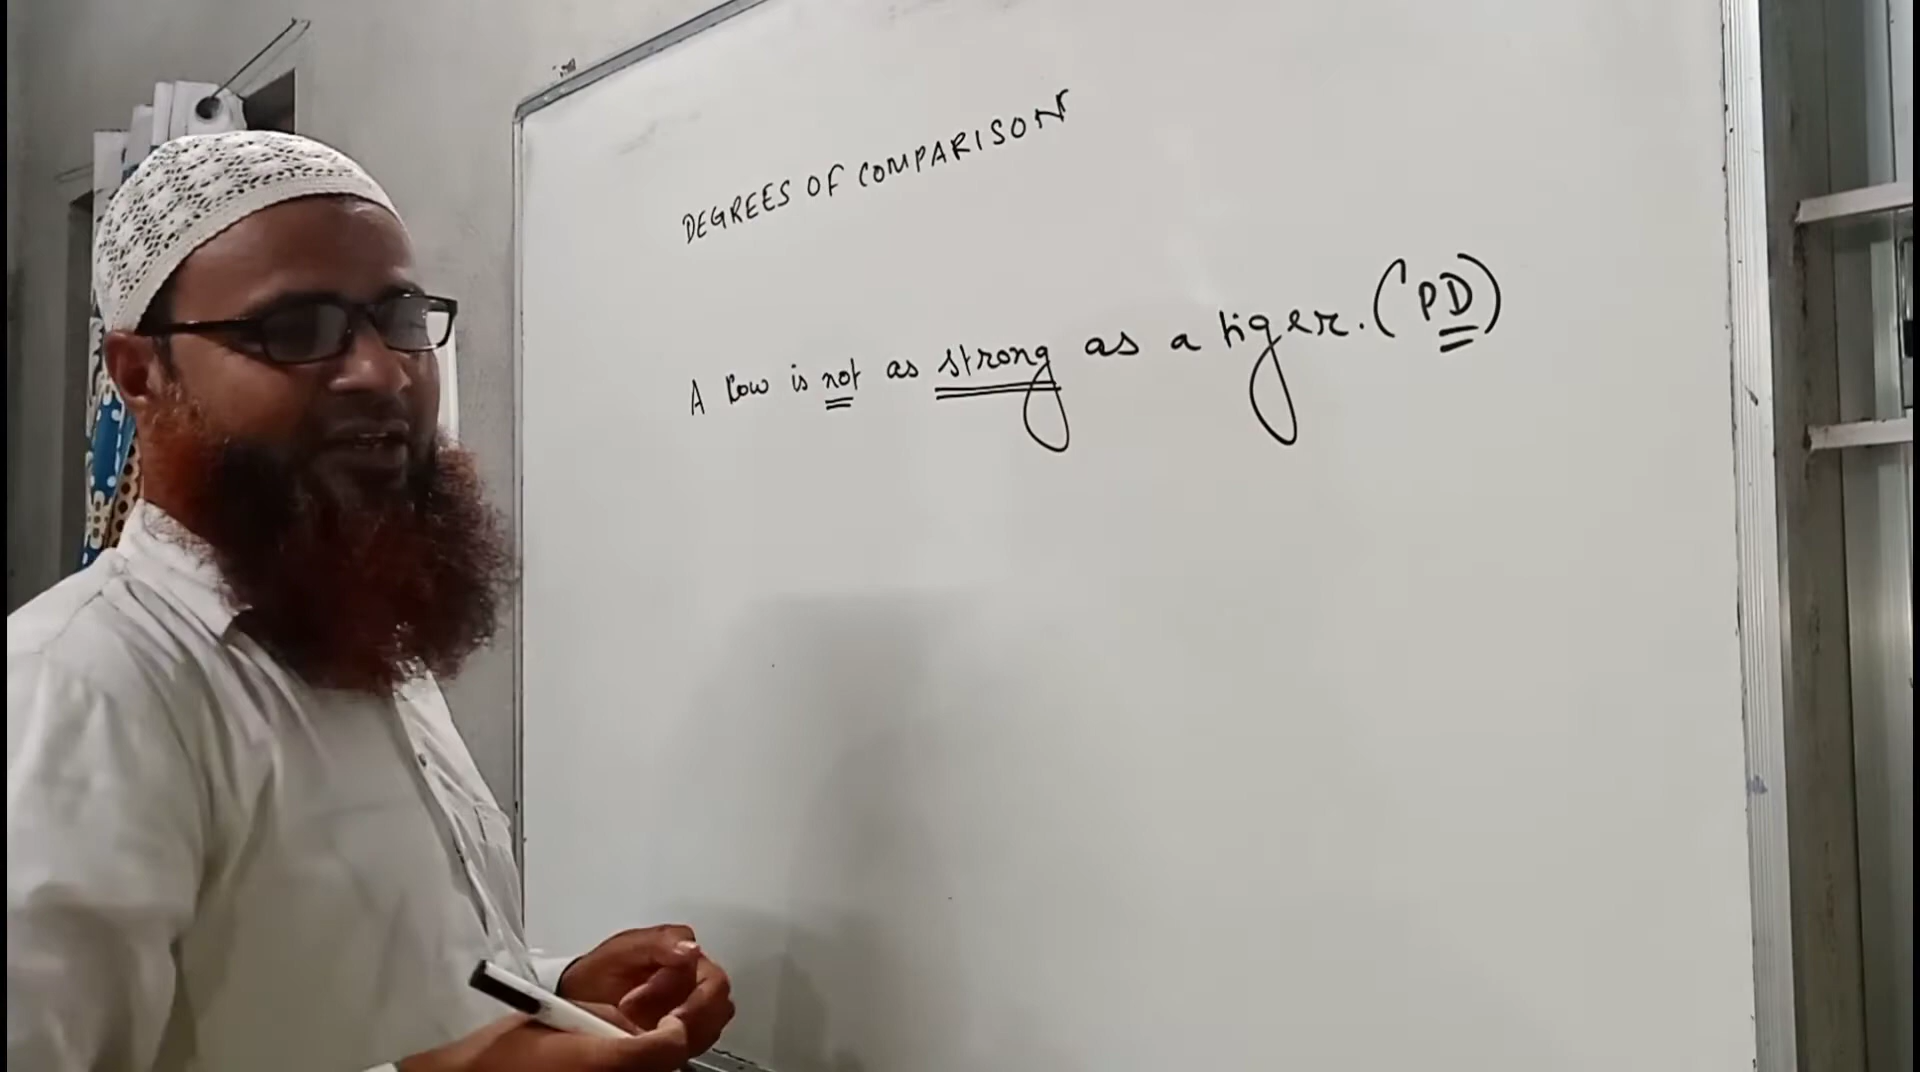 DEGREES OF COMPARISON
A Cow is not as strong as a tiger. (PD)